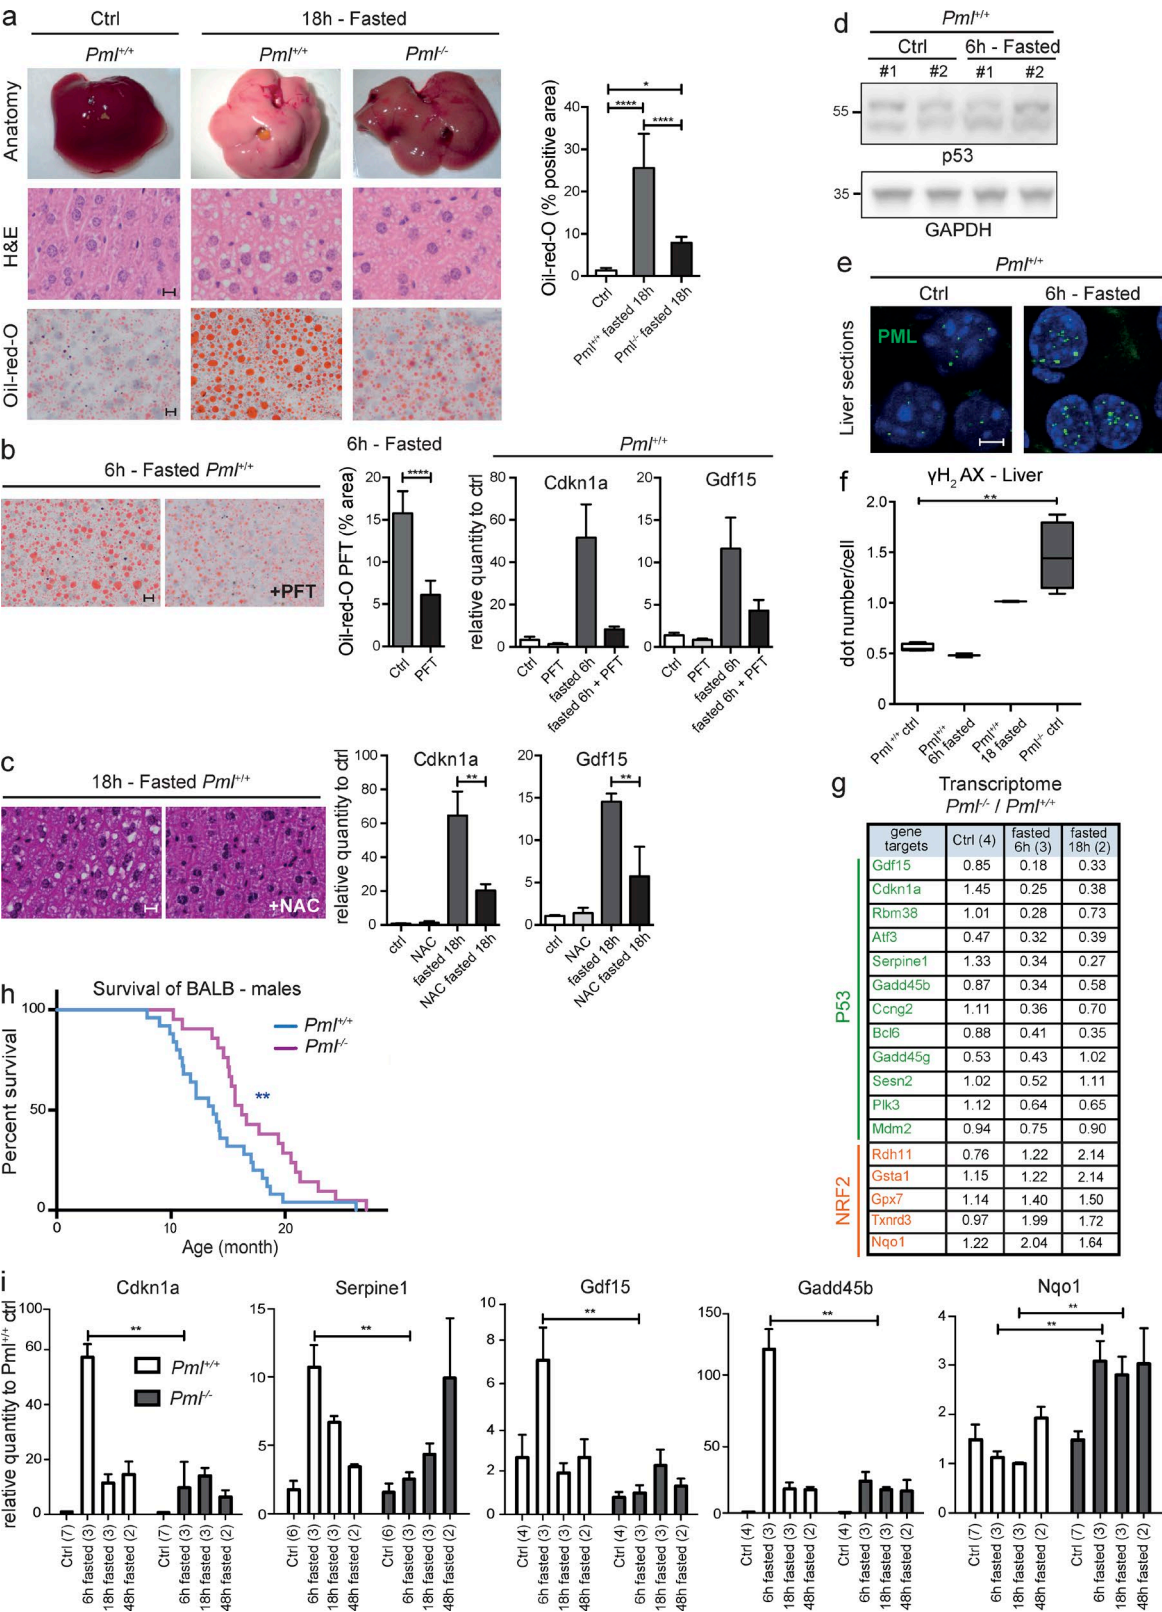 a
Ctrl
18h - Fasted
Pml+/+
Pml+/+
Pml-/-
Anatomy
H&E
Oil-red-O
Oil-red-O (% positive area)
40
30
20
10
0
*
****
****
Ctrl
Pml+/+ fasted 18h
Pml-/- fasted 18h
d
Pml+/+
Ctrl
6h - Fasted
#1
#2
#1
#2
55
p53
35
GAPDH
e
Pml+/+
Ctrl
6h - Fasted
PML
Liver sections
b
6h - Fasted Pml+/+
+PFT
6h - Fasted
Oil-red-O PFT (% area)
20
15
10
5
0
****
Ctrl
PFT
Pml+/+
relative quantity to ctrl
Cdkn1a
80
60
40
20
0
Ctrl
PFT
fasted 6h
fasted 6h + PFT
Gdf15
20
15
10
5
0
Ctrl
PFT
fasted 6h
fasted 6h + PFT
f
γH2 AX - Liver
dot number/cell
2.0
1.5
1.0
0.5
0
**
Pml+/+ ctrl
Pml+/+
6h fasted
Pml+/+
18 fasted
Pml-/- ctrl
c
18h - Fasted Pml+/+
+NAC
relative quantity to ctrl
Cdkn1a
100
80
60
40
20
0
**
ctrl
NAC
fasted 18h
NAC fasted 18h
Gdf15
20
15
10
5
0
**
ctrl
NAC
fasted 18h
NAC fasted 18h
g
Transcriptome
Pml-/- / Pml+/+
gene targets Ctrl (4) fasted 6h (3) fasted 18h (2)
P53
Gdf15 0.85 0.18 0.33
Cdkn1a 1.45 0.25 0.38
Rbm38 1.01 0.28 0.73
Atf3 0.47 0.32 0.39
Serpine1 1.33 0.34 0.27
Gadd45b 0.87 0.34 0.58
Ccng2 1.11 0.36 0.70
Bcl6 0.88 0.41 0.35
Gadd45g 0.53 0.43 1.02
Sesn2 1.02 0.52 1.11
Plk3 1.12 0.64 0.65
Mdm2 0.94 0.75 0.90
NRF2
Rdh11 0.76 1.22 2.14
Gsta1 1.15 1.22 2.14
Gpx7 1.14 1.40 1.50
Txnrd3 0.97 1.99 1.72
Nqo1 1.22 2.04 1.64
h
Survival of BALB - males
Percent survival
100
50
0
Pml+/+
Pml-/-
**
0
10
20
Age (month)
i
relative quantity to Pml+/+ ctrl
Cdkn1a
100
60
40
20
0
**
Pml+/+
Pml-/-
Ctrl (7)
6h fasted (3)
18h fasted (3)
48h fasted (2)
Ctrl (7)
6h fasted (3)
18h fasted (3)
48h fasted (2)
Serpine1
15
10
5
0
**
Ctrl (6)
6h fasted (3)
18h fasted (3)
48h fasted (2)
Ctrl (6)
6h fasted (3)
18h fasted (3)
48h fasted (2)
Gdf15
10
8
6
4
2
0
**
Ctrl (4)
6h fasted (3)
18h fasted (3)
48h fasted (2)
Ctrl (4)
6h fasted (3)
18h fasted (3)
48h fasted (2)
Gadd45b
150
100
50
0
**
Ctrl (4)
6h fasted (3)
18h fasted (3)
48h fasted (2)
Ctrl (4)
6h fasted (3)
18h fasted (3)
48h fasted (2)
Nqo1
4
3
2
1
0
**
**
Ctrl (7)
6h fasted (3)
18h fasted (3)
48h fasted (2)
Ctrl (7)
6h fasted (3)
18h fasted (3)
48h fasted (2)